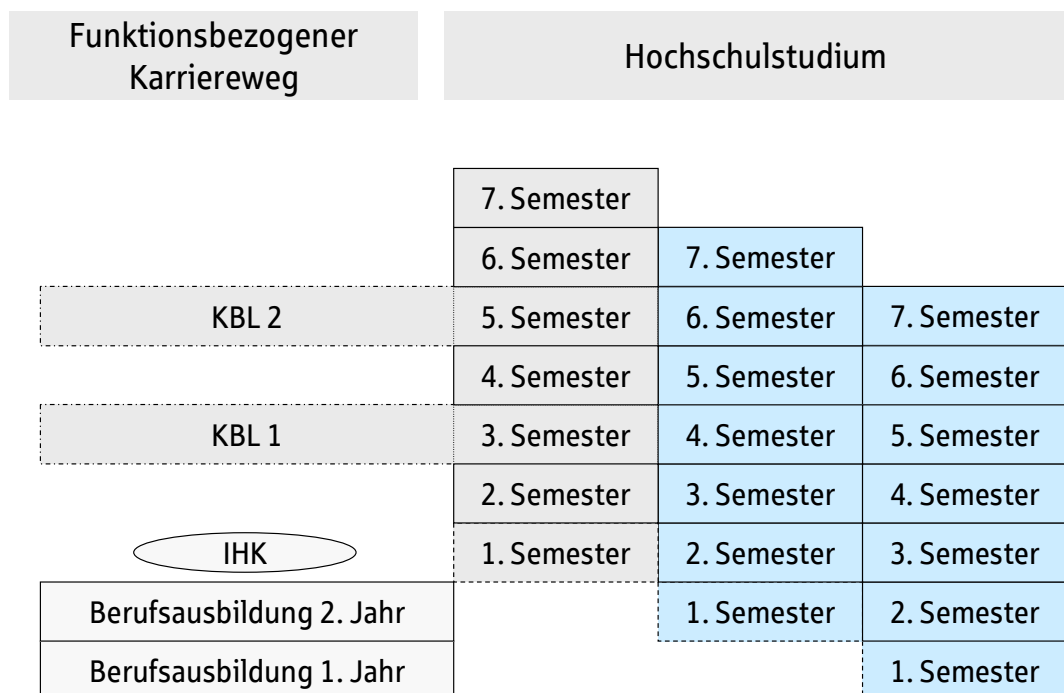 Funktionsbezogener
Karriereweg
Hochschulstudium
7. Semester
6. Semester
7. Semester
KBL 2
5. Semester
6. Semester
7. Semester
4. Semester
5. Semester
6. Semester
KBL 1
3. Semester
4. Semester
5. Semester
2. Semester
3. Semester
4. Semester
IHK
1. Semester
2. Semester
3. Semester
Berufsausbildung 2. Jahr
1. Semester
2. Semester
Berufsausbildung 1. Jahr
1. Semester